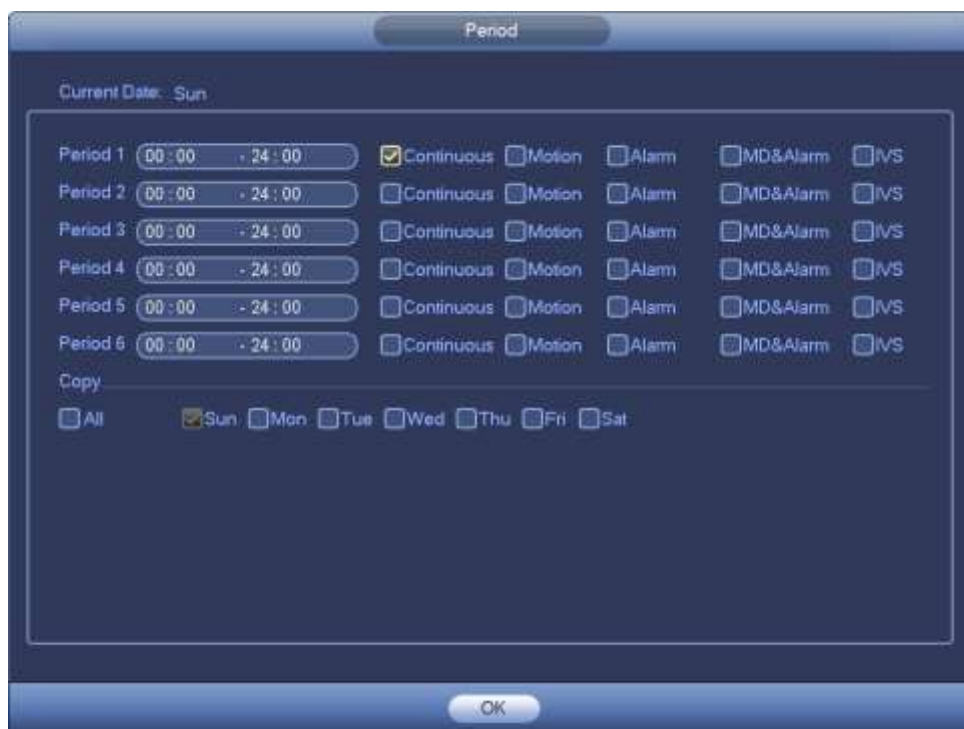 Period
Current Date: Sun
Period 1 00 : 00 - 24 : 00 Continuous Motion Alarm MD&Alarm IVS
Period 2 00 : 00 - 24 : 00 Continuous Motion Alarm MD&Alarm IVS
Period 3 00 : 00 - 24 : 00 Continuous Motion Alarm MD&Alarm IVS
Period 4 00 : 00 - 24 : 00 Continuous Motion Alarm MD&Alarm IVS
Period 5 00 : 00 - 24 : 00 Continuous Motion Alarm MD&Alarm IVS
Period 6 00 : 00 - 24 : 00 Continuous Motion Alarm MD&Alarm IVS
Copy
All Sun Mon Tue Wed Thu Fri Sat
OK